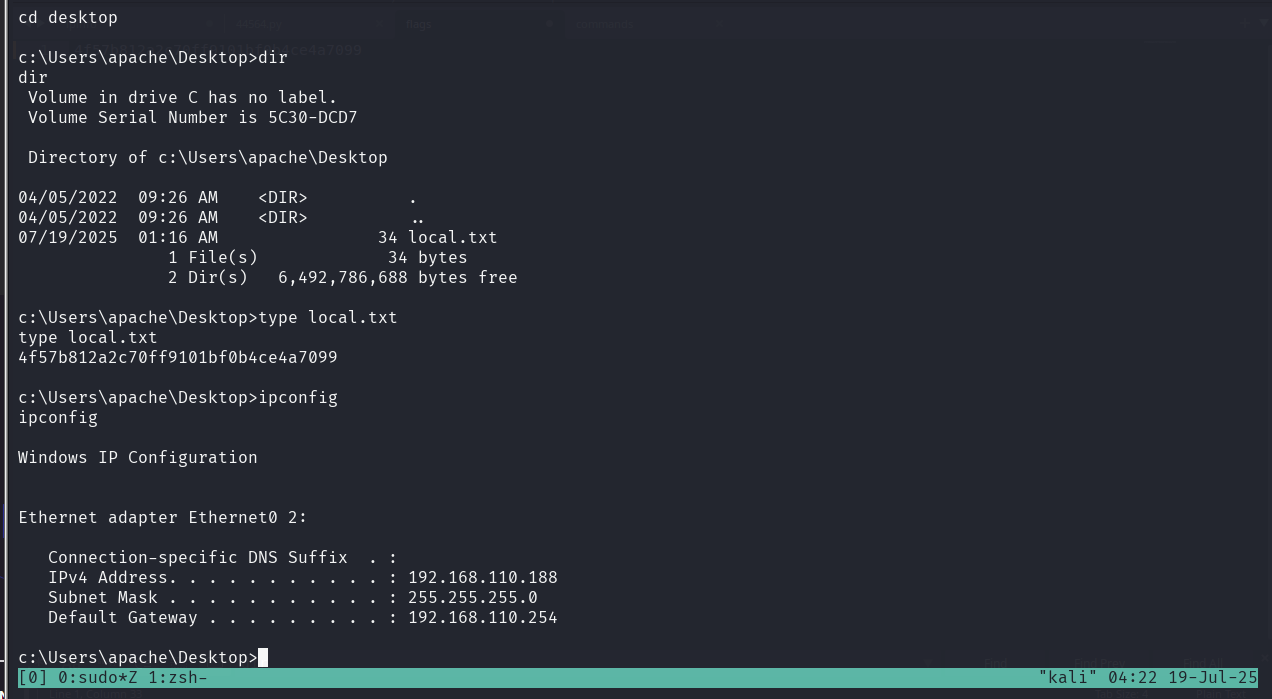 cd desktop
c:\Users\apache\Desktop>dir
dir
 Volume in drive C has no label.
 Volume Serial Number is 5C30-DCD7
 Directory of c:\Users\apache\Desktop
04/05/2022  09:26 AM    <DIR>          .
04/05/2022  09:26 AM    <DIR>          ..
07/19/2025  01:16 AM                34 local.txt
               1 File(s)             34 bytes
               2 Dir(s)   6,492,786,688 bytes free
c:\Users\apache\Desktop>type local.txt
type local.txt
4f57b812a2c70ff9101bf0b4ce4a7099
c:\Users\apache\Desktop>ipconfig
ipconfig
Windows IP Configuration
Ethernet adapter Ethernet0 2:
   Connection-specific DNS Suffix  . :
   IPv4 Address. . . . . . . . . . . : 192.168.110.188
   Subnet Mask . . . . . . . . . . . : 255.255.255.0
   Default Gateway . . . . . . . . . : 192.168.110.254
c:\Users\apache\Desktop>
[0] 0:sudo*Z 1:zsh- "kali" 04:22 19-Jul-25